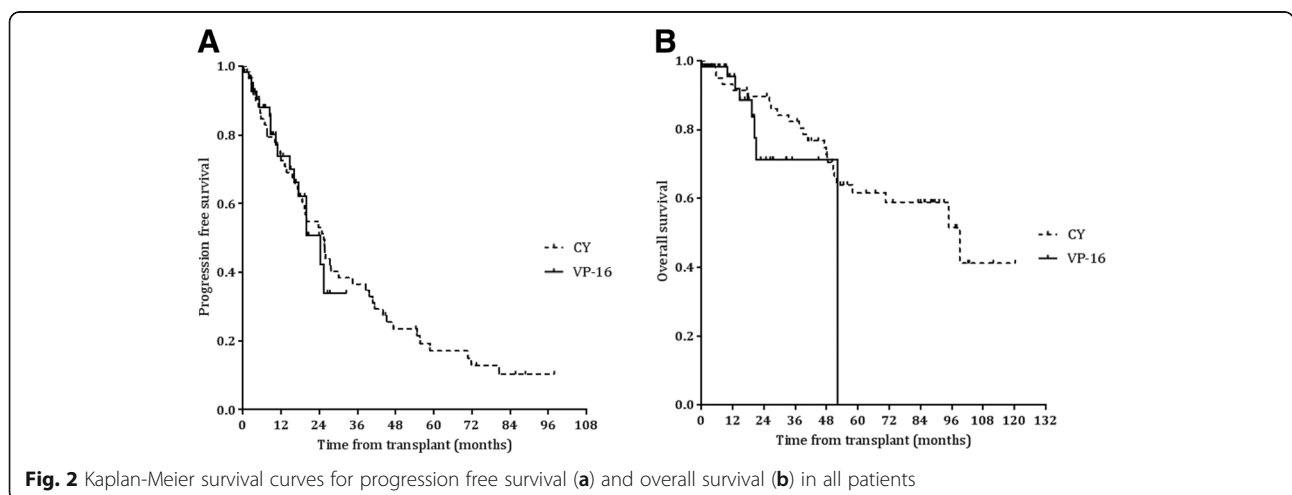 A
Progression free survival
1.0
0.8
0.6
0.4
0.2
0.0
0 12 24 36 48 60 72 84 96 108
Time from transplant (months)
CY
VP-16
B
Overall survival
1.0
0.8
0.6
0.4
0.2
0.0
0 12 24 36 48 60 72 84 96 108 120 132
Time from transplant (months)
CY
VP-16
Fig. 2 Kaplan-Meier survival curves for progression free survival (a) and overall survival (b) in all patients